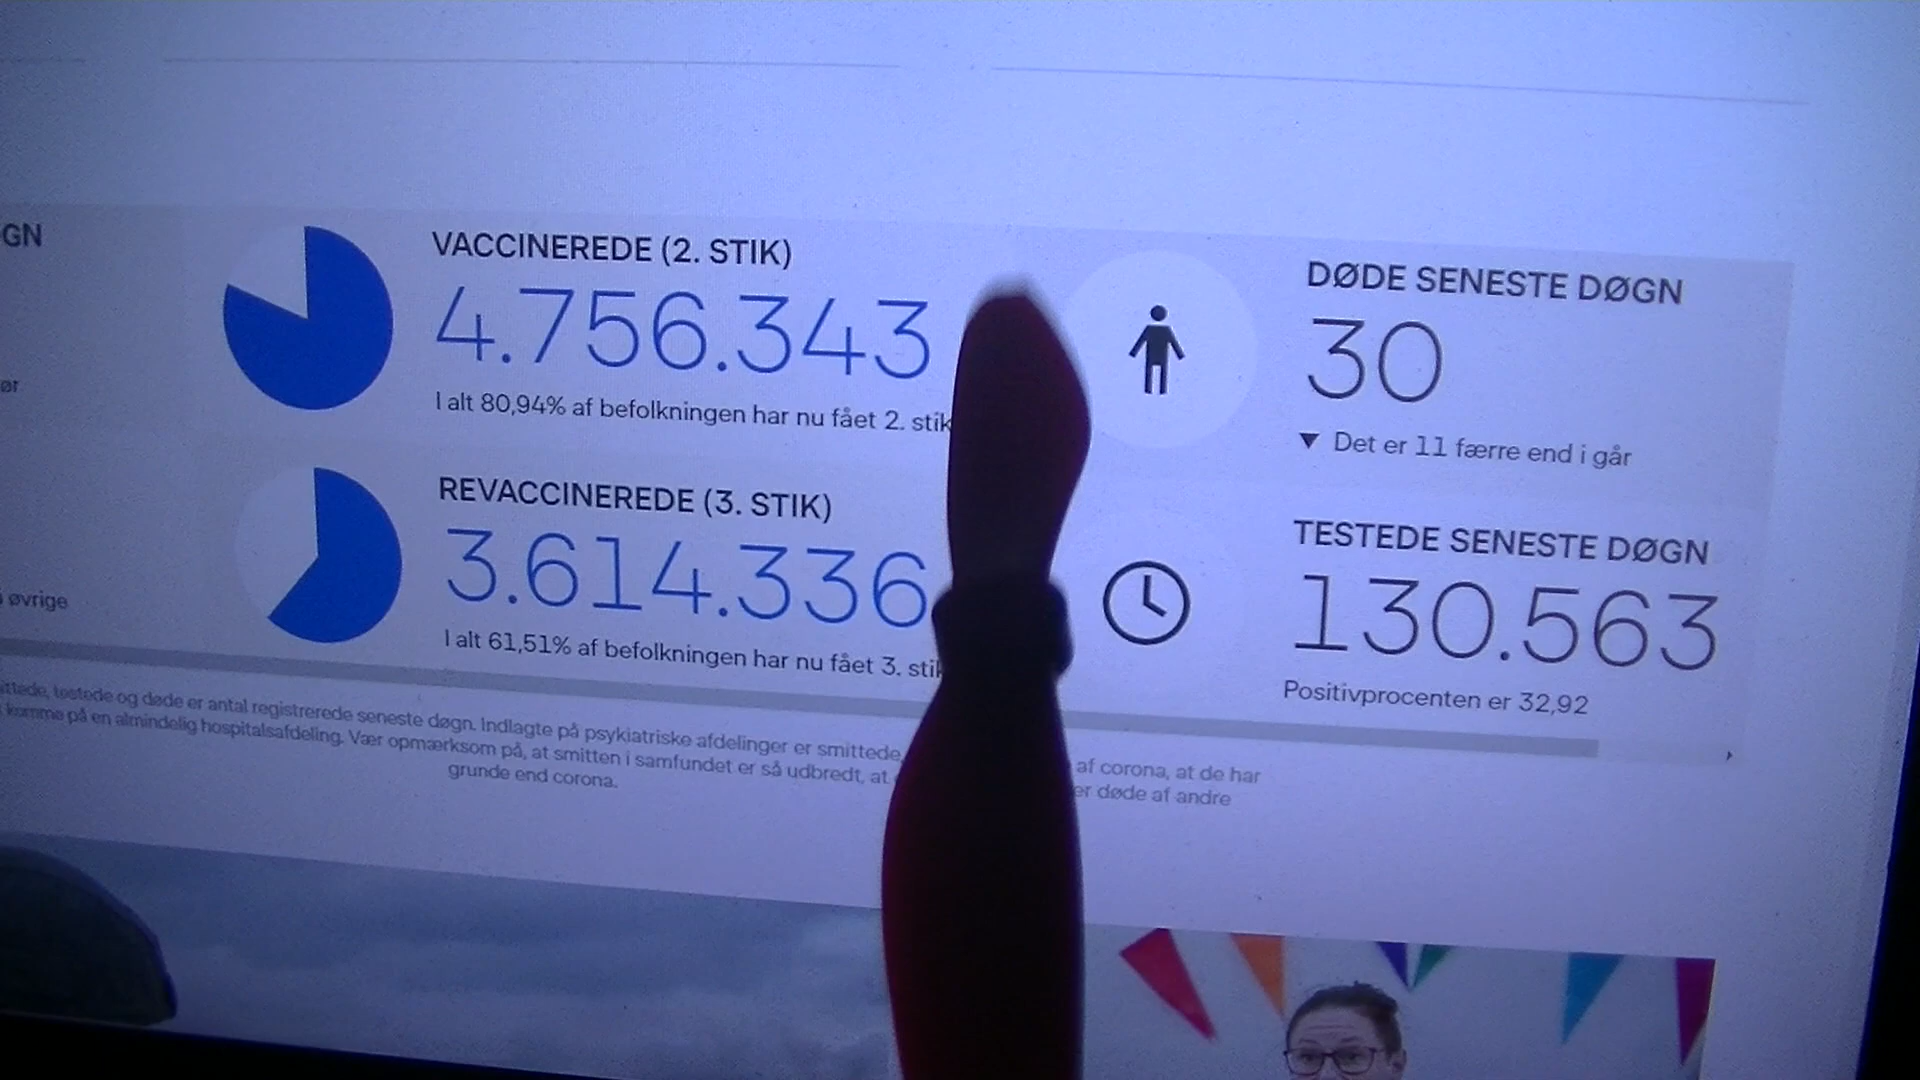 GN
VACCINEREDE (2. STIK)
4.756.343
I alt 80,94% af befolkningen har nu fået 2. stik
DØDE SENESTE DØGN
30
▼ Det er 11 færre end i går
REVACCINEREDE (3. STIK)
3.614.336
I alt 61,51% af befolkningen har nu fået 3. stik
TESTEDE SENESTE DØGN
130.563
Positivprocenten er 32,92
øvrige
testede og døde er antal registrerede seneste døgn. Indlagte på psykiatriske afdelinger er smittede, af corona, at de har
komme på en almindelig hospitalsafdeling. Vær opmærksom på, at smitten i samfundet er så udbredt, at er døde af andre
grunde end corona.